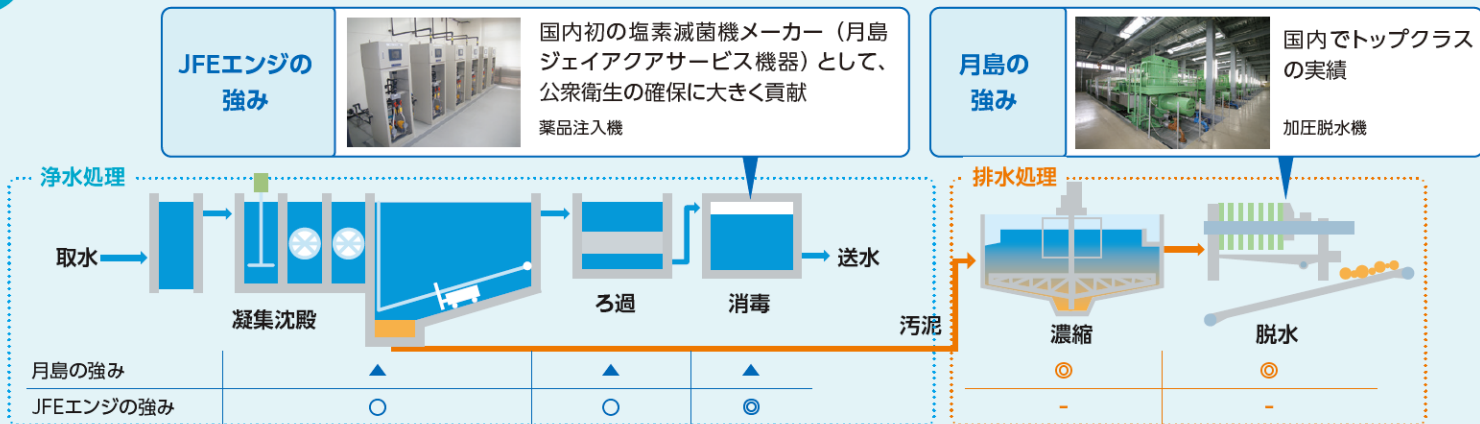 JFEエンジの
強み
国内初の塩素滅菌機メーカー（月島
ジェイアクアサービス機器）として、
公衆衛生の確保に大きく貢献
薬品注入機
月島の
強み
国内でトップクラス
の実績
加圧脱水機
浄水処理
排水処理
取水
凝集沈殿
ろ過
消毒
送水
汚泥
濃縮
脱水
月島の強み ▲ ▲ ▲ ◎ ◎
JFEエンジの強み ○ ○ ◎ - -